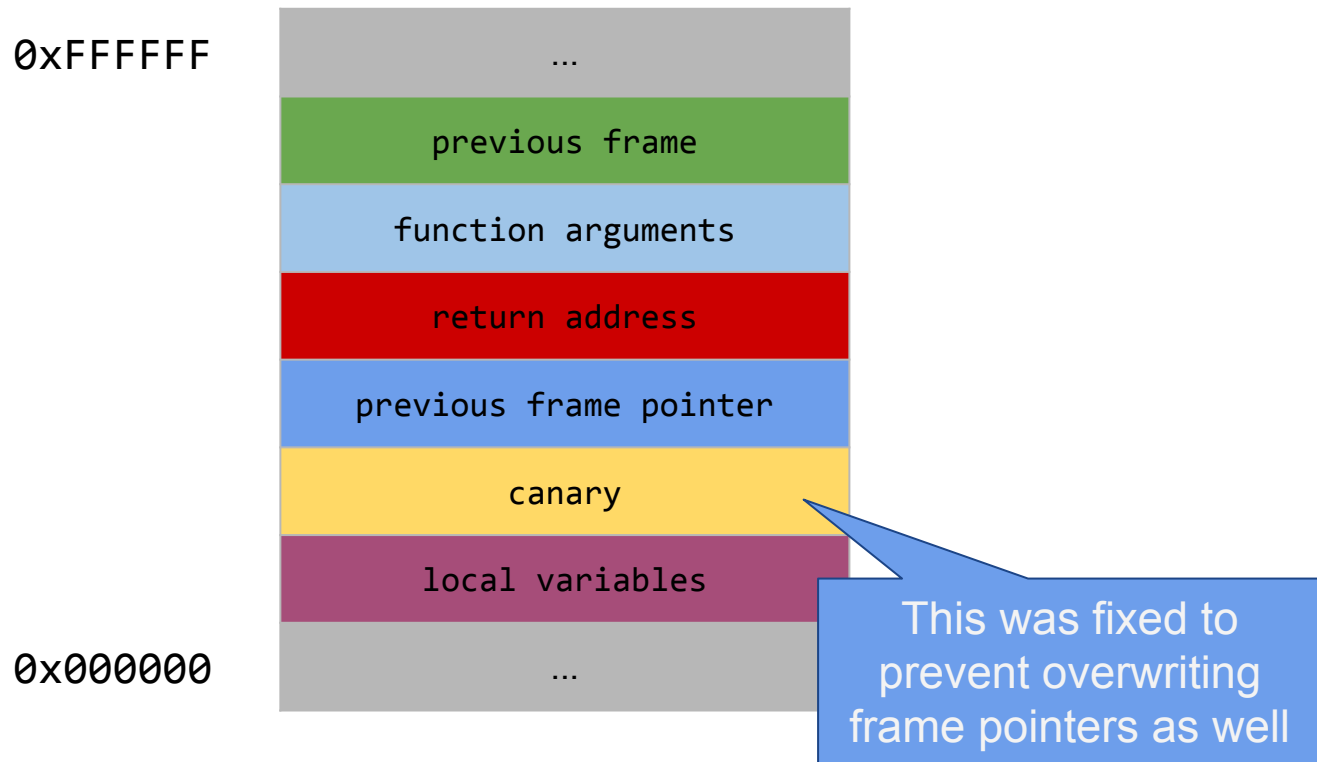 0xFFFFFF
...
previous frame
function arguments
return address
previous frame pointer
canary
local variables
0x000000
...
This was fixed to
prevent overwriting
frame pointers as well